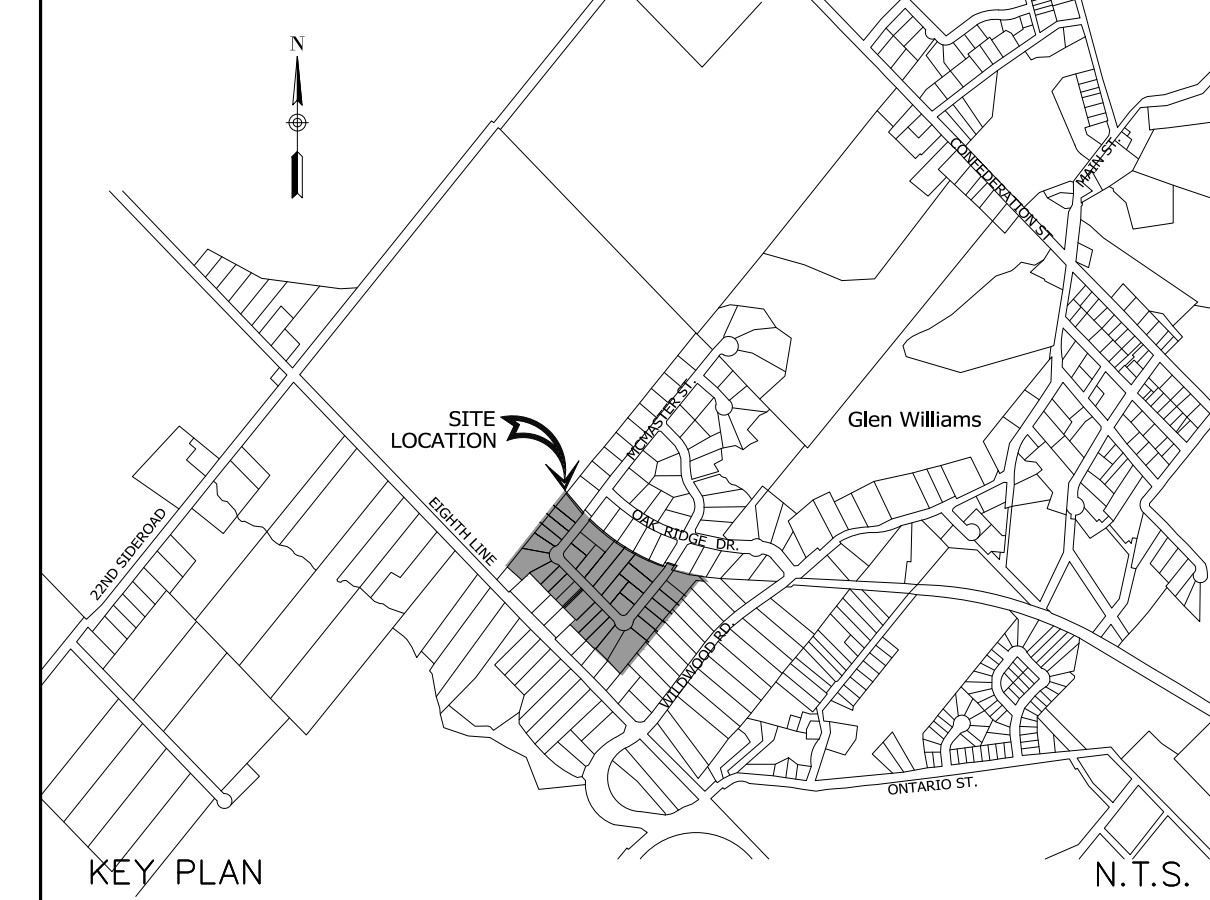 N
CONFEDERATION ST
MAIN ST.
SITE
LOCATION
MCMASTER ST.
Glen Williams
EIGHTH LINE
OAK RIDGE DR.
22ND SIDEROAD
WILDWOOD RD.
ONTARIO ST.
KEY PLAN
N.T.S.